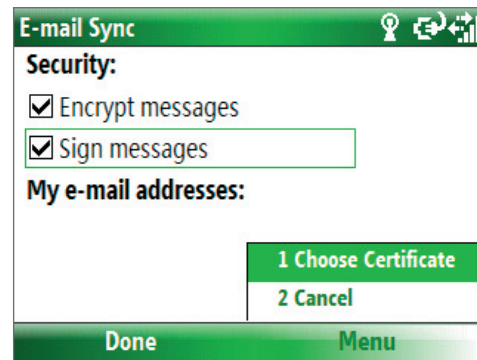 E-mail Sync
Security:
Encrypt messages
Sign messages
My e-mail addresses:
1 Choose Certificate
2 Cancel
Done Menu